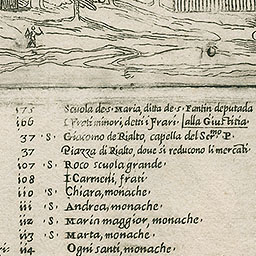 175 Scuola de s. Maria, ditta de s. Fantin deputada
166 i Frati minori, detti i Frari. alla Giustitia
37 S. Giacomo de Rialto, capella del Ser.mo P.
37 Piazza di Rialto, doue si reducono li mercati
107 S. Roco scuola grande
108 I Carmeni, frati
110 S. Chiara, monache
111 S. Andrea, monache
112 S. Maria maggior, monache
113 S. Marta, monache
114 Ogni santi, monache